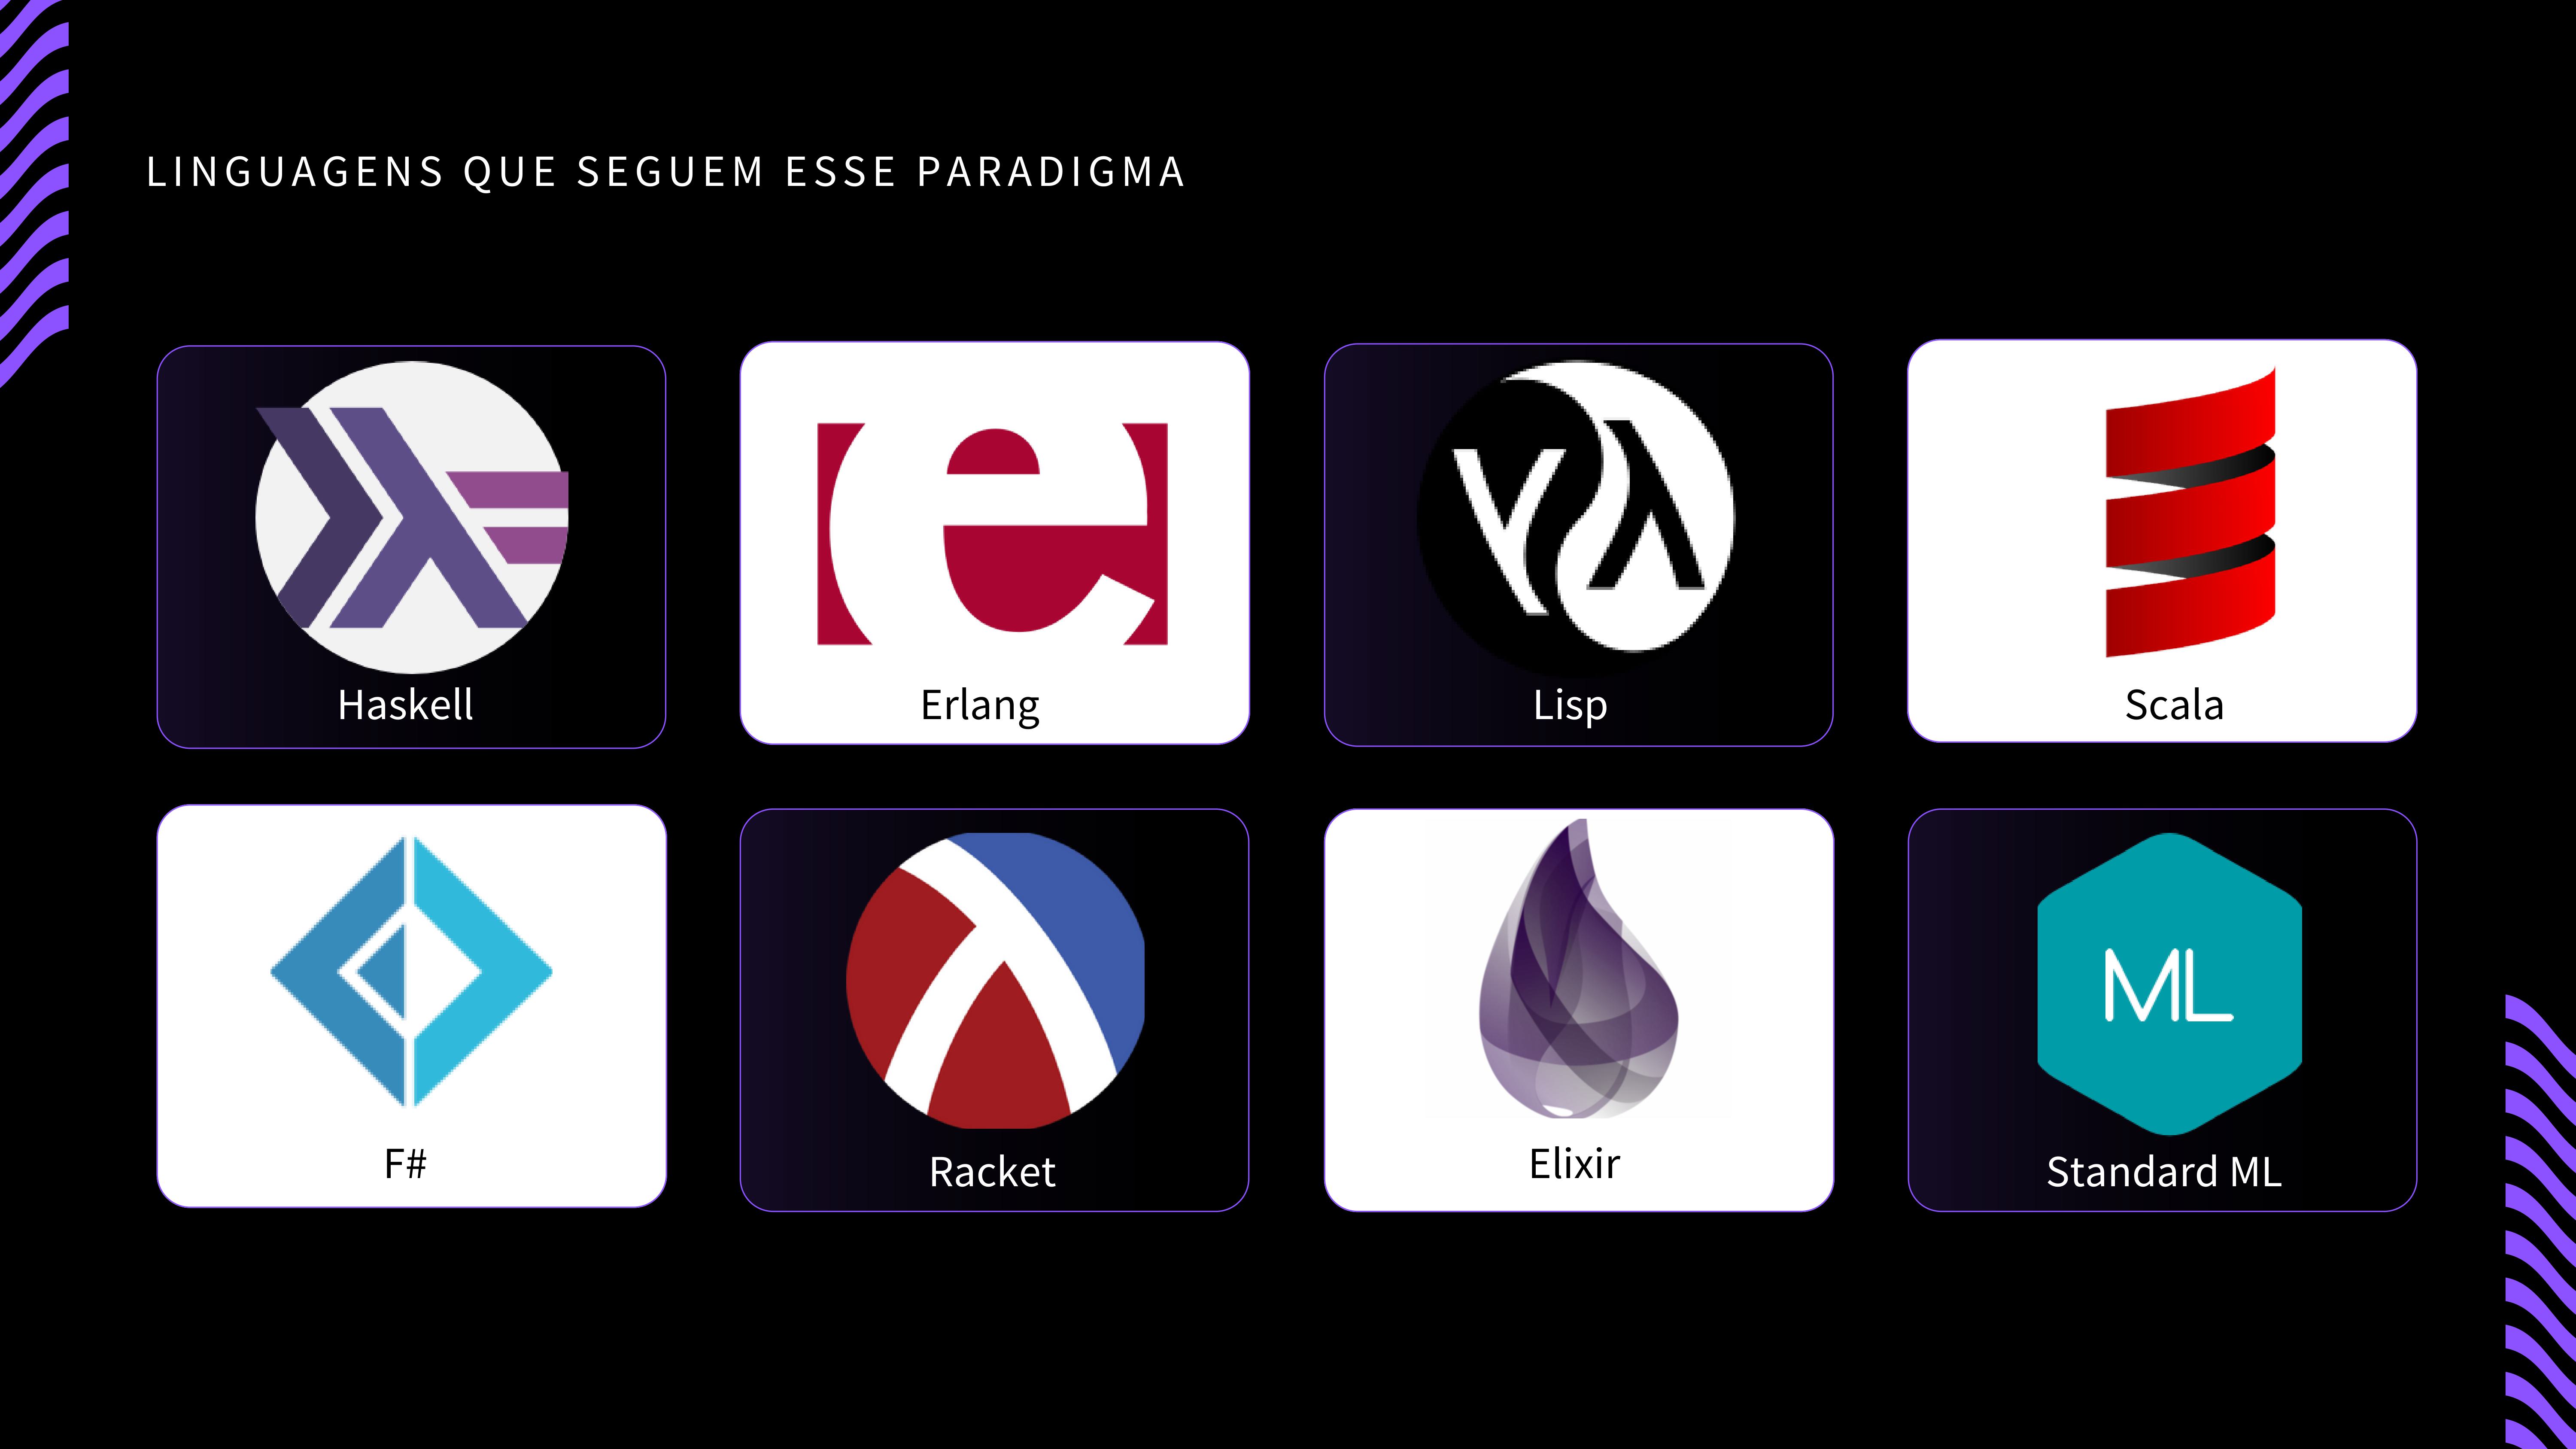 LINGUAGENS QUE SEGUEM ESSE PARADIGMA
Haskell
Erlang
Lisp
Scala
F#
Racket
Elixir
ML
Standard ML